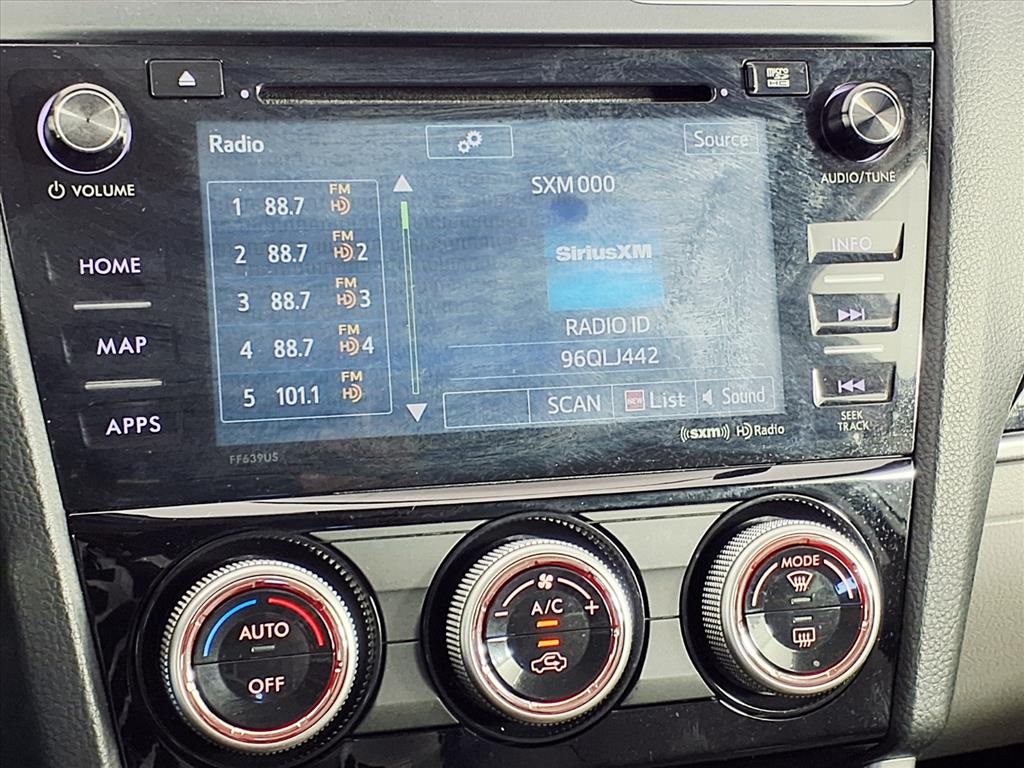 micro
HC
VOLUME
AUDIO/TUNE
HOME
MAP
APPS
Radio
Source
1 88.7 FM HD
2 88.7 FM HD 2
3 88.7 FM HD 3
4 88.7 FM HD 4
5 101.1 FM HD
SXM 000
SiriusXM
RADIO ID
96QLJ442
SCAN
NEW List
Sound
INFO
SEEK
TRACK
((sxm)) HD Radio
FF639US
AUTO
OFF
A/C
- +
MODE